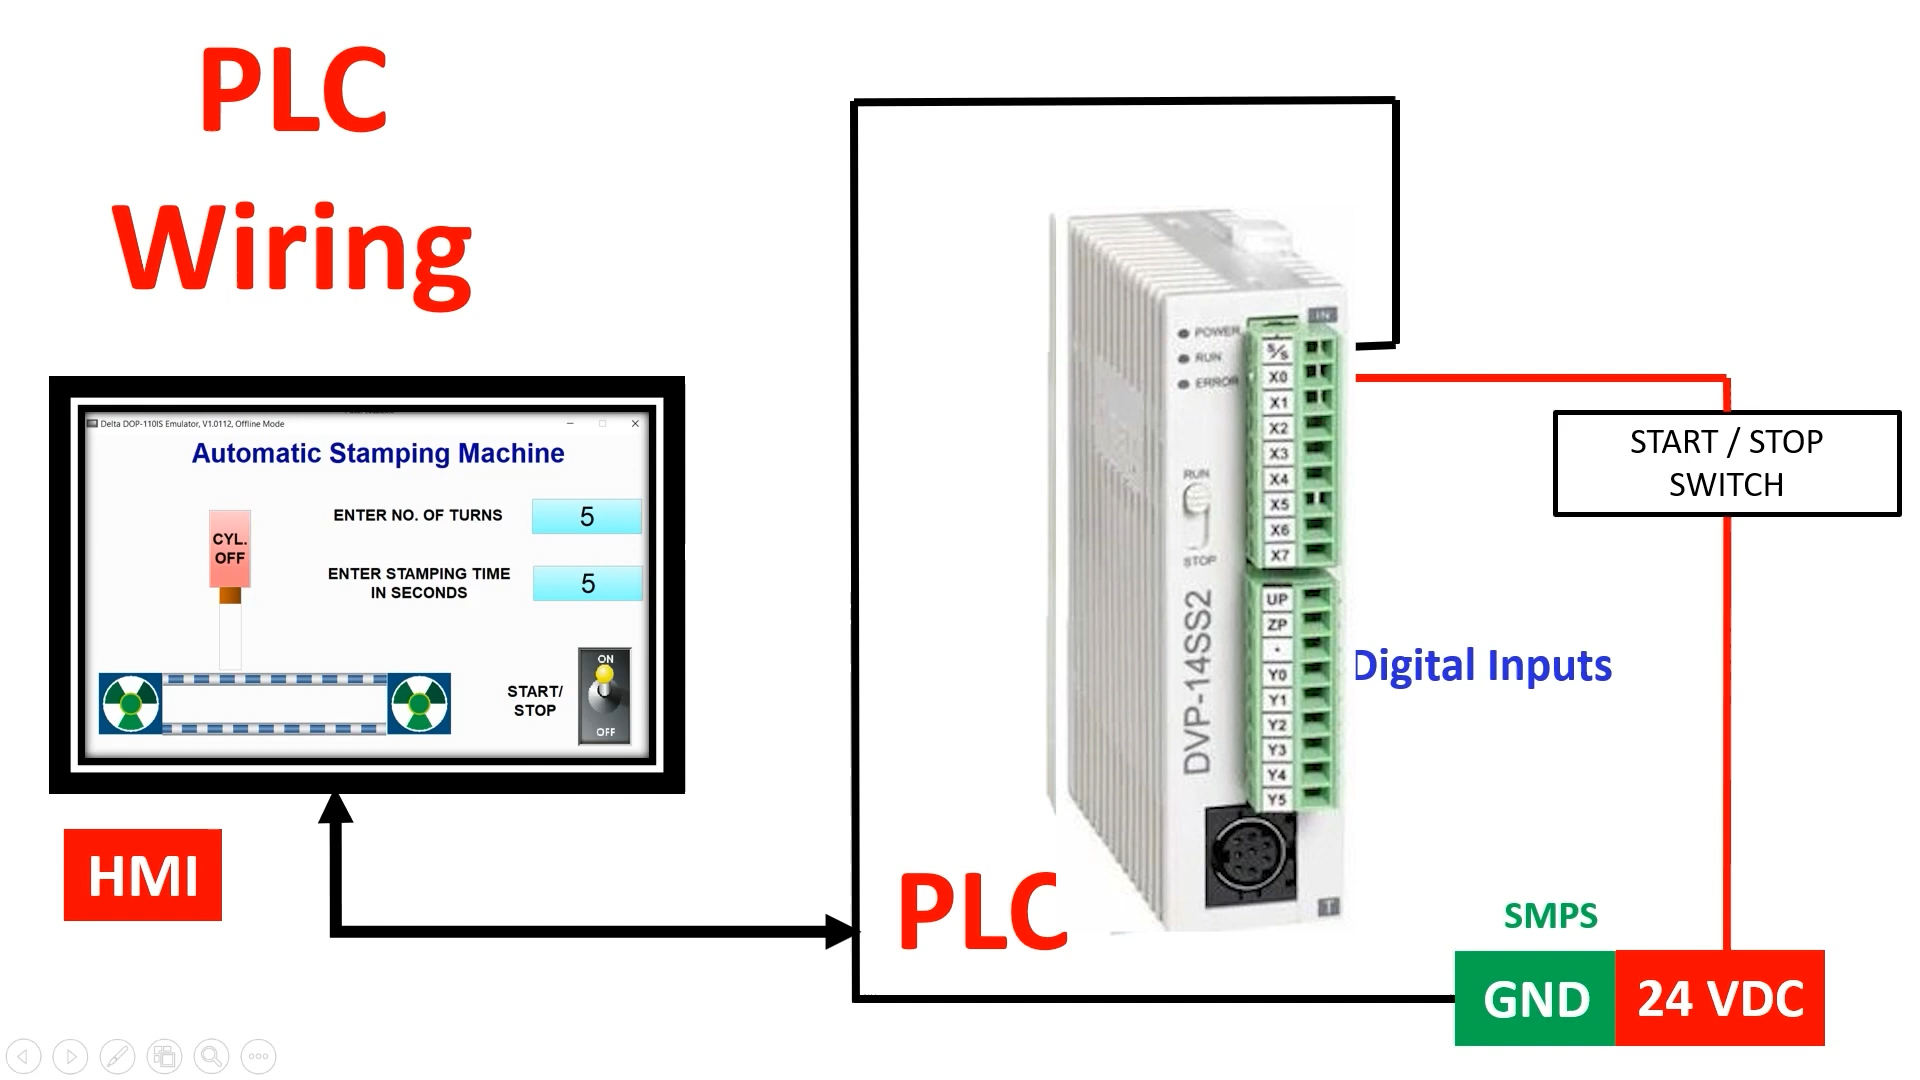 PLC
Wiring
Delta DOP-110IS Emulator, V1.0112, Offline Mode
Automatic Stamping Machine
ENTER NO. OF TURNS
5
CYL.
OFF
ENTER STAMPING TIME
IN SECONDS
5
START/
STOP
ON
OFF
HMI
PLC
IN
POWER
RUN
ERROR
S/S
X0
X1
X2
X3
X4
X5
X6
X7
RUN
STOP
DVP-14SS2
UP
ZP
•
Y0
Y1
Y2
Y3
Y4
Y5
T
START / STOP
SWITCH
Digital Inputs
SMPS
GND
24 VDC